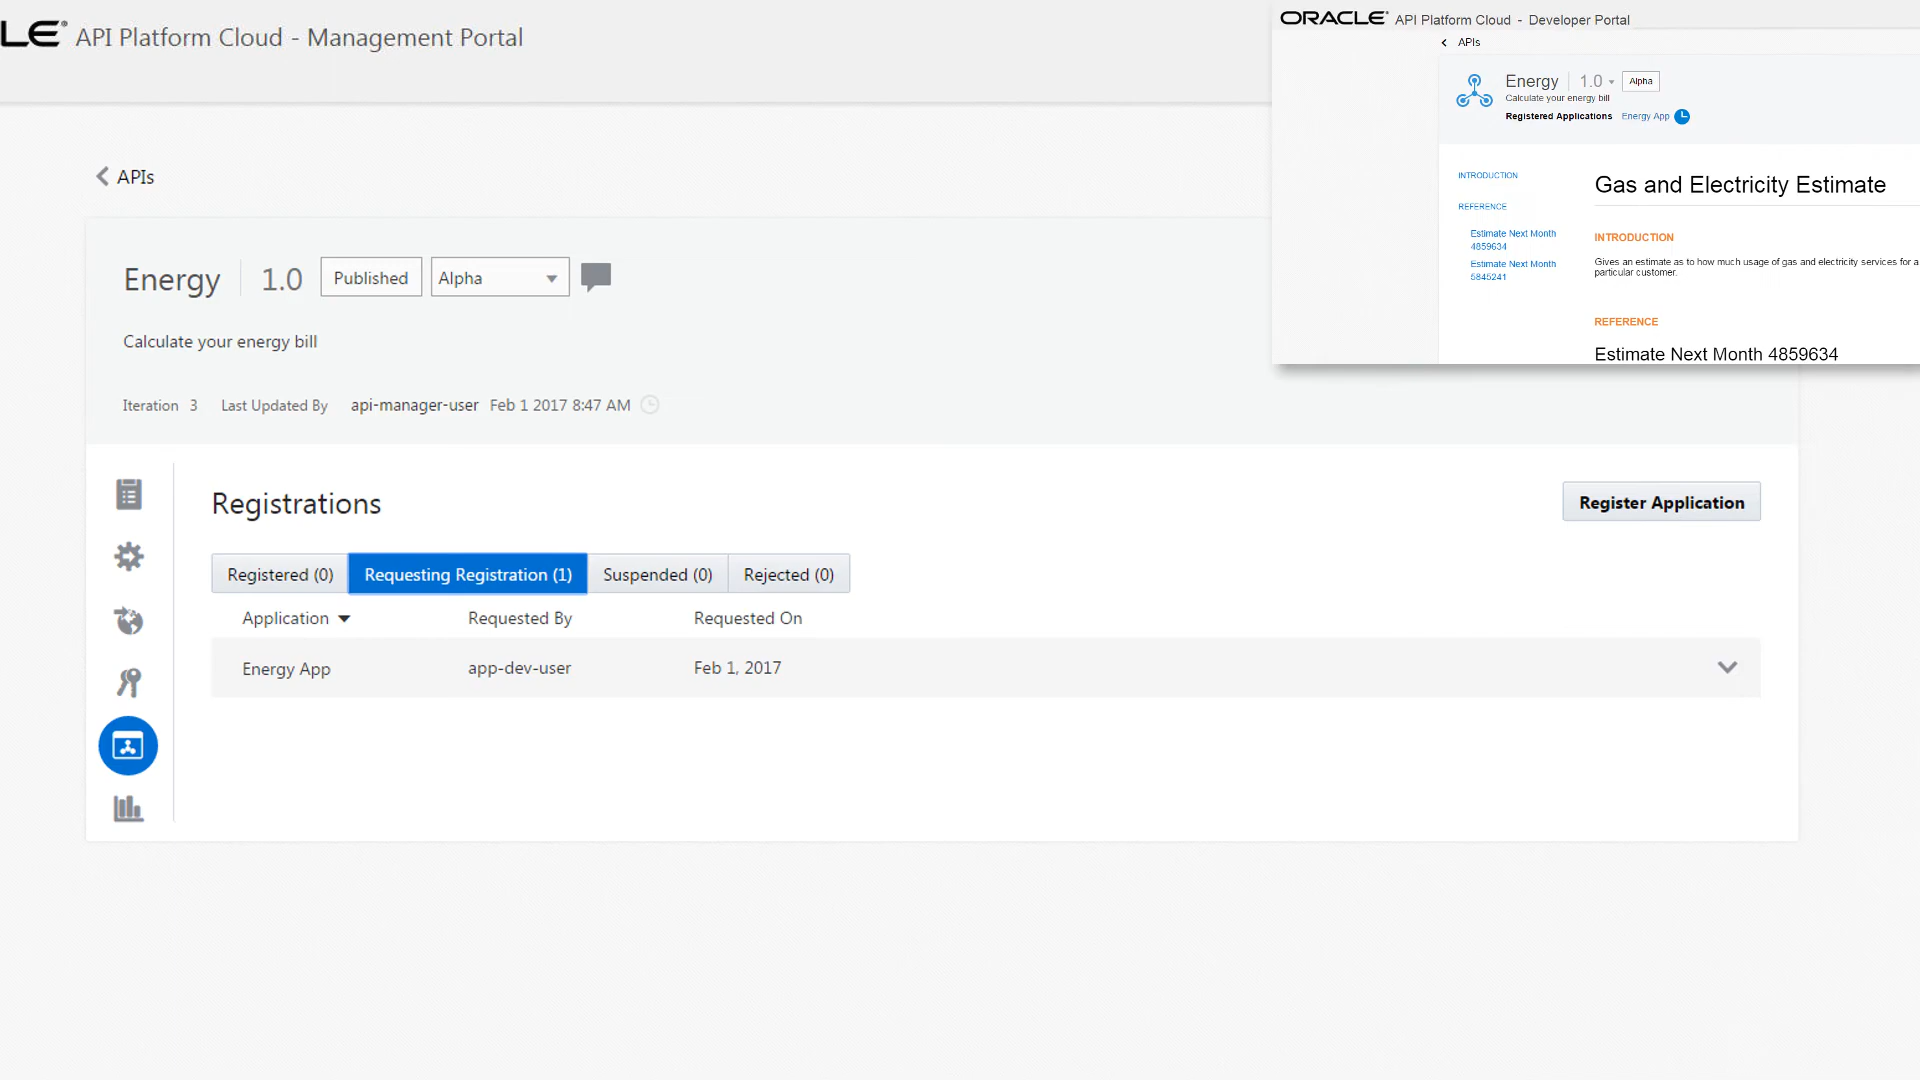 LE® API Platform Cloud - Management Portal
APIs
Energy 1.0 Published Alpha
Calculate your energy bill
Iteration 3 Last Updated By api-manager-user Feb 1 2017 8:47 AM
Registrations
Register Application
Registered (0) Requesting Registration (1) Suspended (0) Rejected (0)
Application Requested By Requested On
Energy App app-dev-user Feb 1, 2017
ORACLE® API Platform Cloud - Developer Portal
APIs
Energy 1.0 Alpha
Calculate your energy bill
Registered Applications Energy App
INTRODUCTION
REFERENCE
Estimate Next Month
4859634
Estimate Next Month
5845241
Gas and Electricity Estimate
INTRODUCTION
Gives an estimate as to how much usage of gas and electricity services for a
particular customer.
REFERENCE
Estimate Next Month 4859634